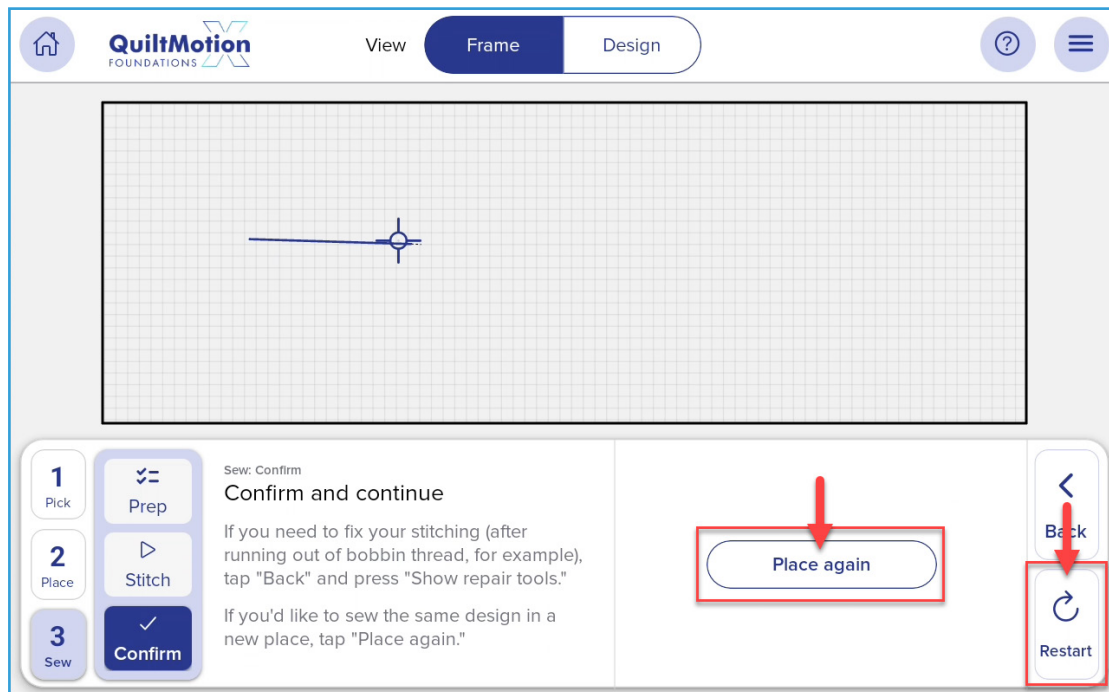 QuiltMotion
FOUNDATIONS
View
Frame
Design
?
1
Pick
2
Place
3
Sew
Prep
Stitch
Confirm
Sew: Confirm
Confirm and continue
If you need to fix your stitching (after
running out of bobbin thread, for example),
tap "Back" and press "Show repair tools."
If you'd like to sew the same design in a
new place, tap "Place again."
Place again
Back
Restart